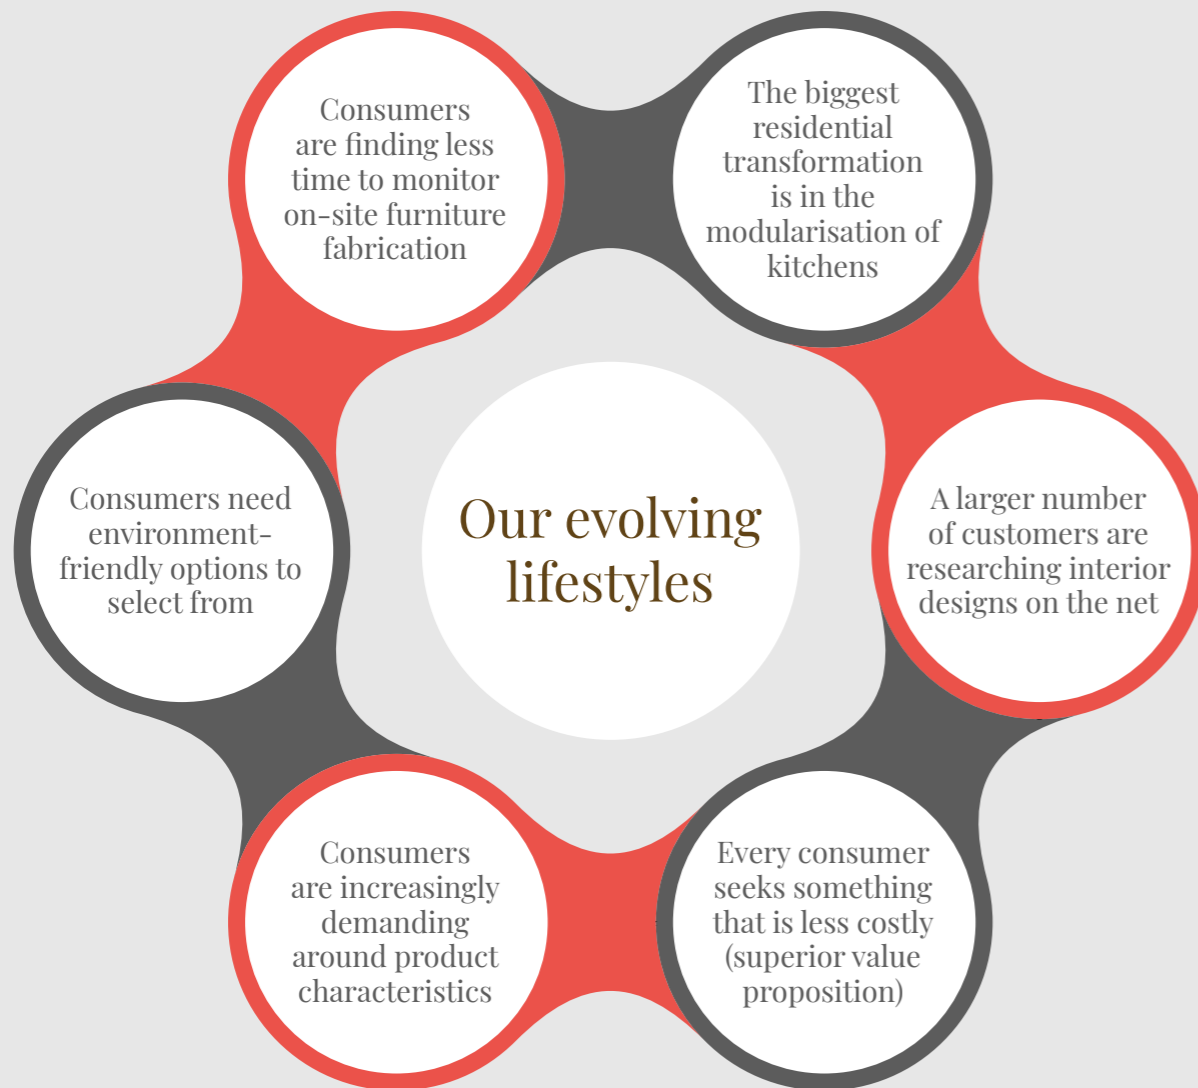 Consumers
are finding less
time to monitor
on-site furniture
fabrication
The biggest
residential
transformation
is in the
modularisation of
kitchens
Consumers need
environment-
friendly options to
select from
Our evolving
lifestyles
A larger number
of customers are
researching interior
designs on the net
Consumers
are increasingly
demanding
around product
characteristics
Every consumer
seeks something
that is less costly
(superior value
proposition)